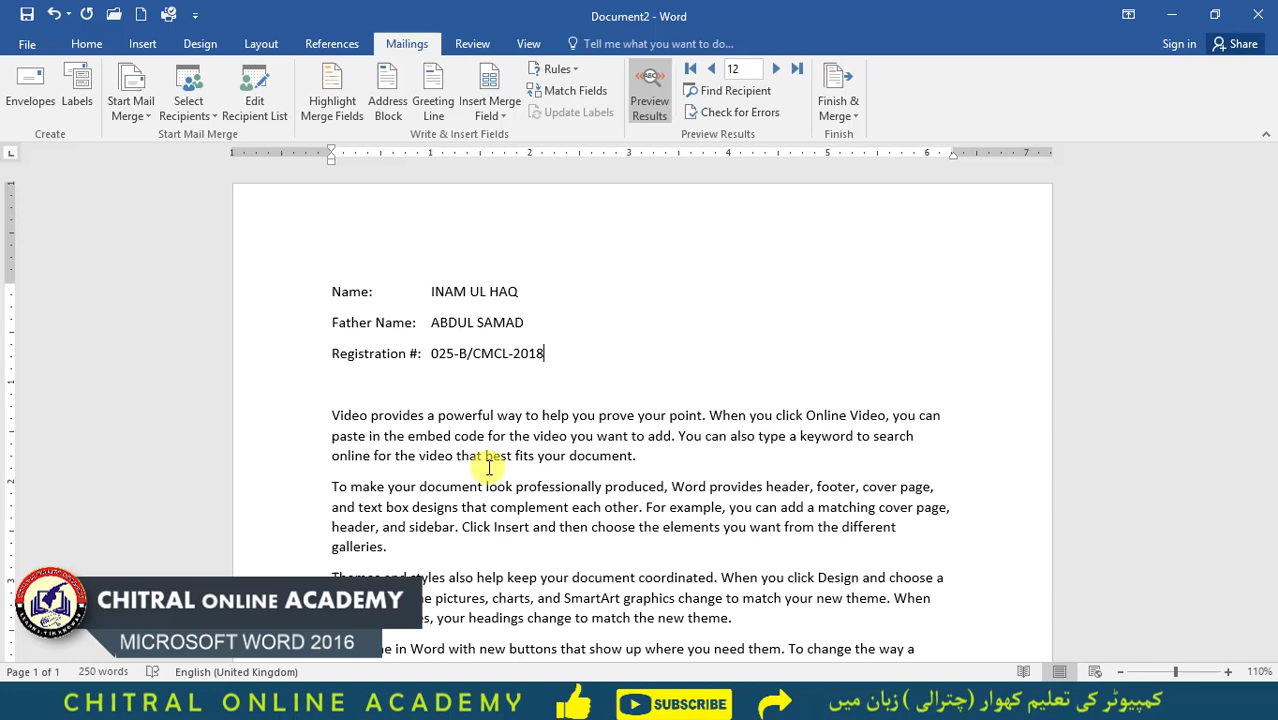 Document2 - Word
File Home Insert Design Layout References Mailings Review View Tell me what you want to do... Sign in Share
Envelopes Labels Start Mail Merge Select Recipients Edit Recipient List Highlight Merge Fields Address Block Greeting Line Insert Merge Field Rules Match Fields Update Labels ABC Preview Results 12 Find Recipient Check for Errors Finish & Merge
Create Start Mail Merge Write & Insert Fields Preview Results Finish
1 1 2 3 4 5 6 7
Name: INAM UL HAQ
Father Name: ABDUL SAMAD
Registration #: 025-B/CMCL-2018
Video provides a powerful way to help you prove your point. When you click Online Video, you can
paste in the embed code for the video you want to add. You can also type a keyword to search
online for the video that best fits your document.
To make your document look professionally produced, Word provides header, footer, cover page,
and text box designs that complement each other. For example, you can add a matching cover page,
header, and sidebar. Click Insert and then choose the elements you want from the different
galleries.
Themes and styles also help keep your document coordinated. When you click Design and choose a
pictures, charts, and SmartArt graphics change to match your new theme. When
your headings change to match the new theme.
in Word with new buttons that show up where you need them. To change the way a
CHITRAL ONLINE ACADEMY
MICROSOFT WORD 2016
Page 1 of 1 250 words English (United Kingdom) 110%
CHITRAL ONLINE ACADEMY SUBSCRIBE کمپیوٹر کی تعلیم کھوار (چترالی) زبان میں